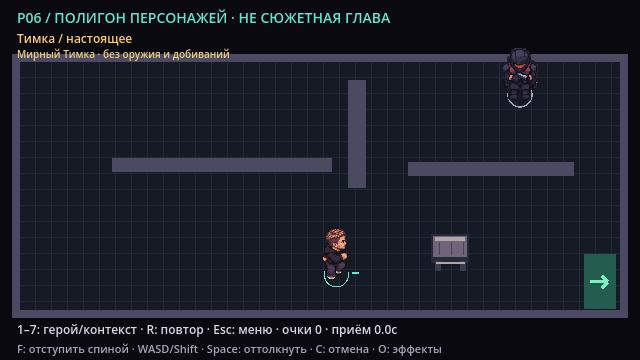 P06 / ПОЛИГОН ПЕРСОНАЖЕЙ · НЕ СЮЖЕТНАЯ ГЛАВА
Тимка / настоящее
Мирный Тимка · без оружия и добиваний
1–7: герой/контекст · R: повтор · Esc: меню · очки 0 · приём 0.0с
F: отступить спиной · WASD/Shift · Space: оттолкнуть · C: отмена · O: эффекты